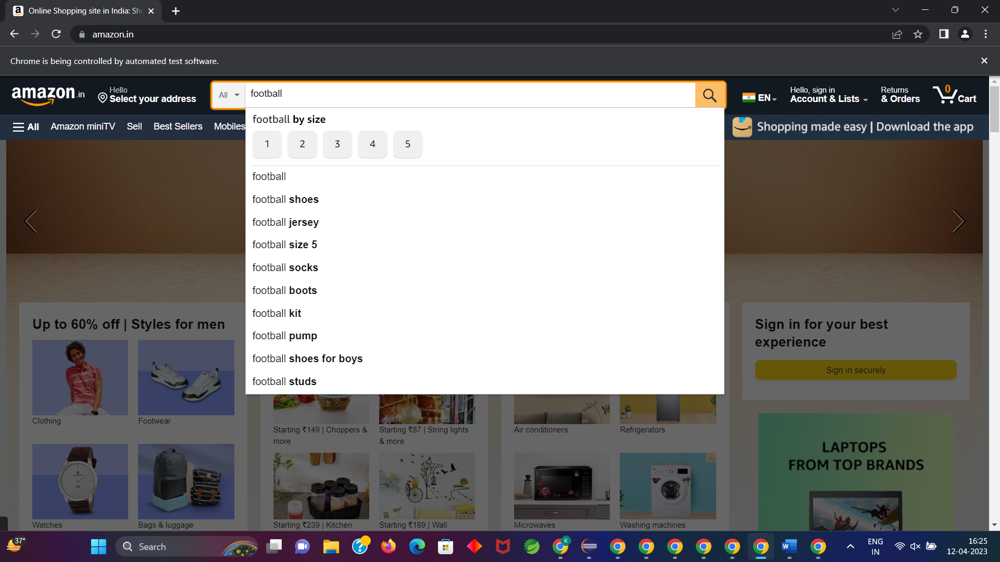 Online Shopping site in India: Sh
amazon.in
Chrome is being controlled by automated test software.
amazon.in
Hello
Select your address
All
football
EN
Hello, sign in
Account & Lists
Returns
& Orders
0
Cart
All
Amazon miniTV
Sell
Best Sellers
Mobiles
Shopping made easy | Download the app
football by size
1
2
3
4
5
football
football shoes
football jersey
football size 5
football socks
football boots
football kit
football pump
football shoes for boys
football studs
Up to 60% off | Styles for men
Clothing
Footwear
Watches
Bags & luggage
Starting ₹149 | Choppers &
more
Starting ₹87 | String lights
& more
Starting ₹239 | Kitchen
Starting ₹189 | Wall
Air conditioners
Refrigerators
Microwaves
Washing machines
Sign in for your best
experience
Sign in securely
LAPTOPS
FROM TOP BRANDS
37°
Search
K
ENG
IN
16:25
12-04-2023